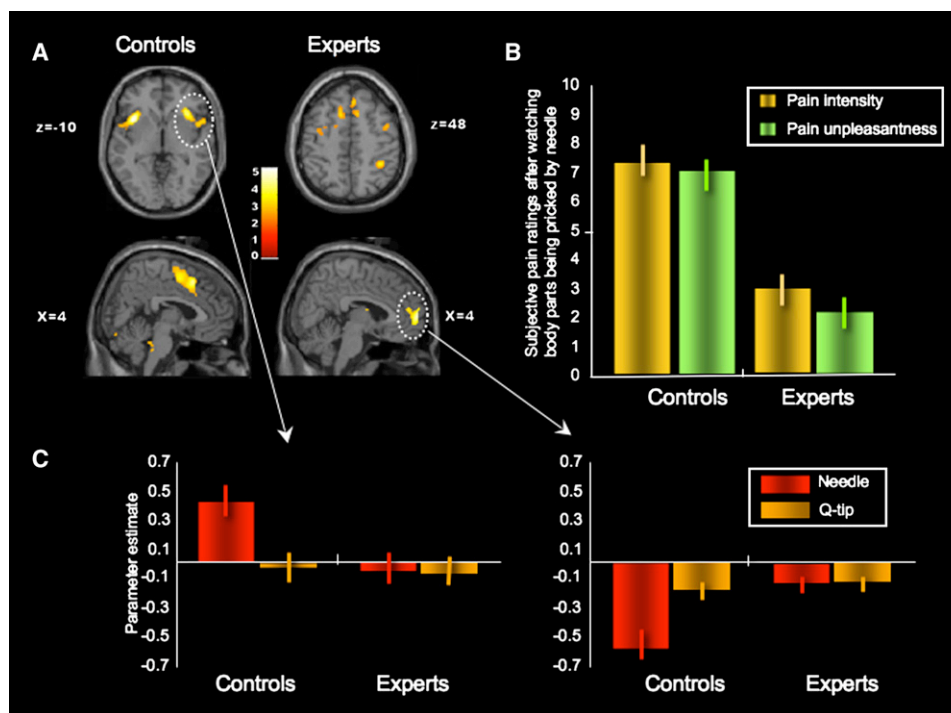 A
Controls
Experts
z=-10
z=48
5
4
3
2
1
0
X=4
X=4
B
Subjective pain ratings after watching
body parts being pricked by needle
10
9
8
7
6
5
4
3
2
1
0
Pain intensity
Pain unpleasantness
Controls
Experts
C
Parameter estimate
0.7
0.5
0.3
0.1
-0.1
-0.3
-0.5
-0.7
Controls
Experts
0.7
0.5
0.3
0.1
-0.1
-0.3
-0.5
-0.7
Needle
Q-tip
Controls
Experts